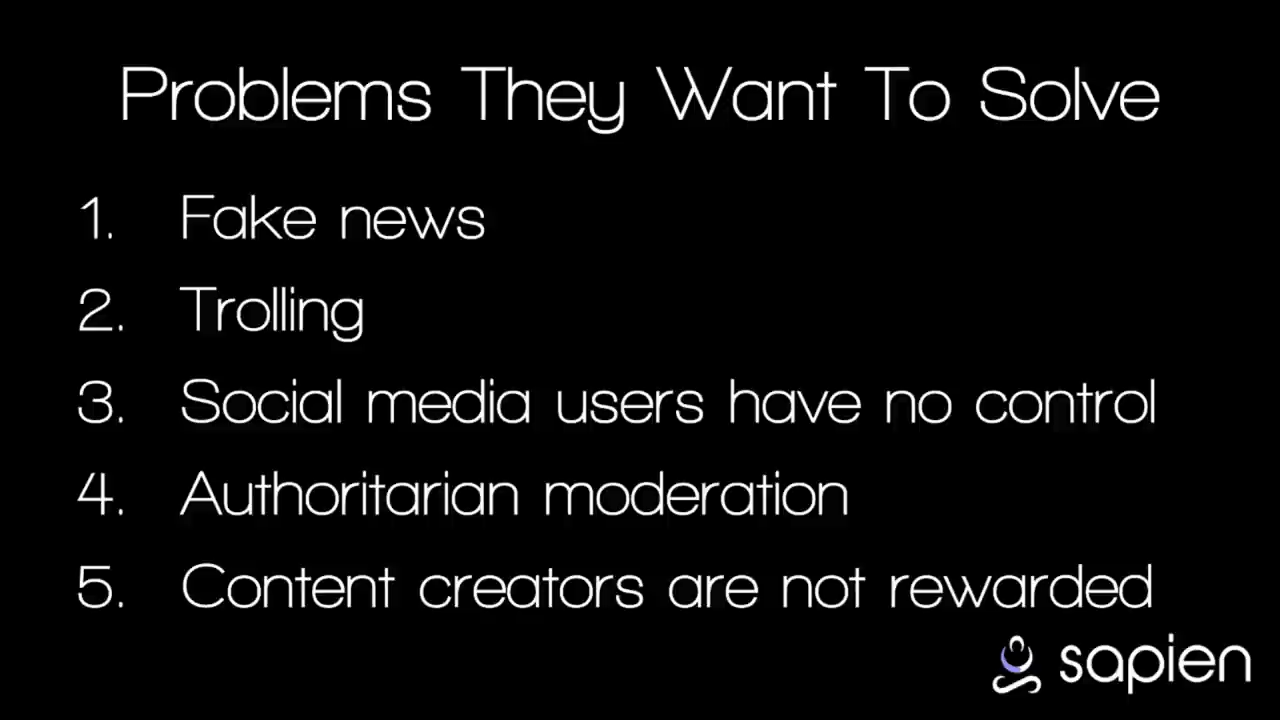 Problems They Want To Solve
1. Fake news
2. Trolling
3. Social media users have no control
4. Authoritarian moderation
5. Content creators are not rewarded
sapien